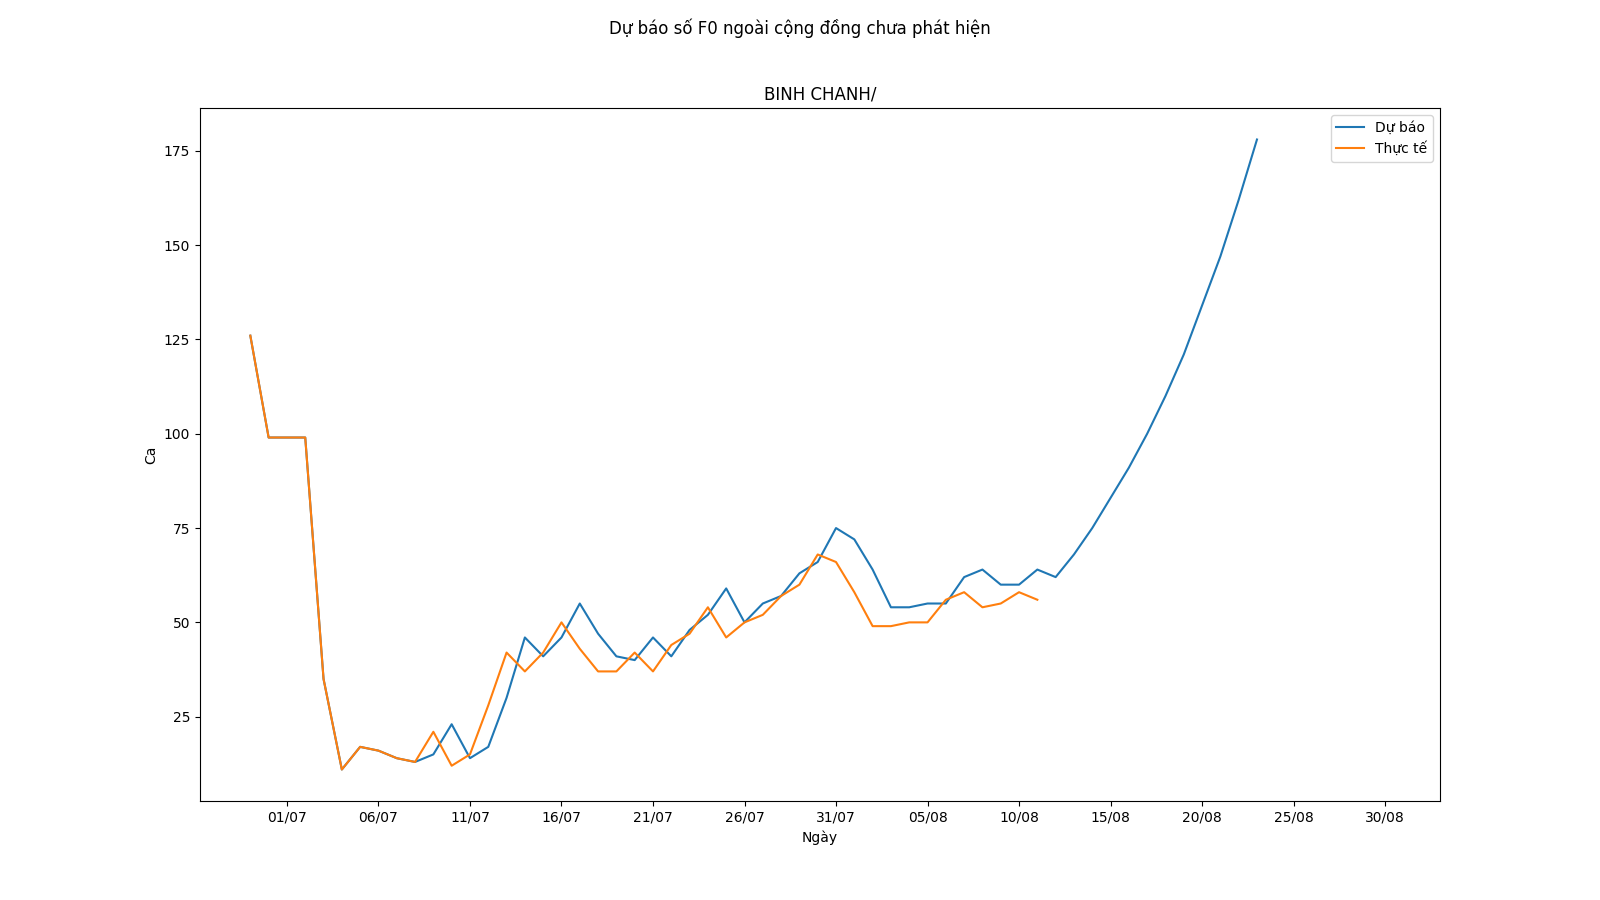 Dự báo số F0 ngoài cộng đồng chưa phát hiện
BINH CHANH/
Dự báo
Thực tế
175
150
125
100
75
50
25
Ca
01/07 06/07 11/07 16/07 21/07 26/07 31/07 05/08 10/08 15/08 20/08 25/08 30/08
Ngày